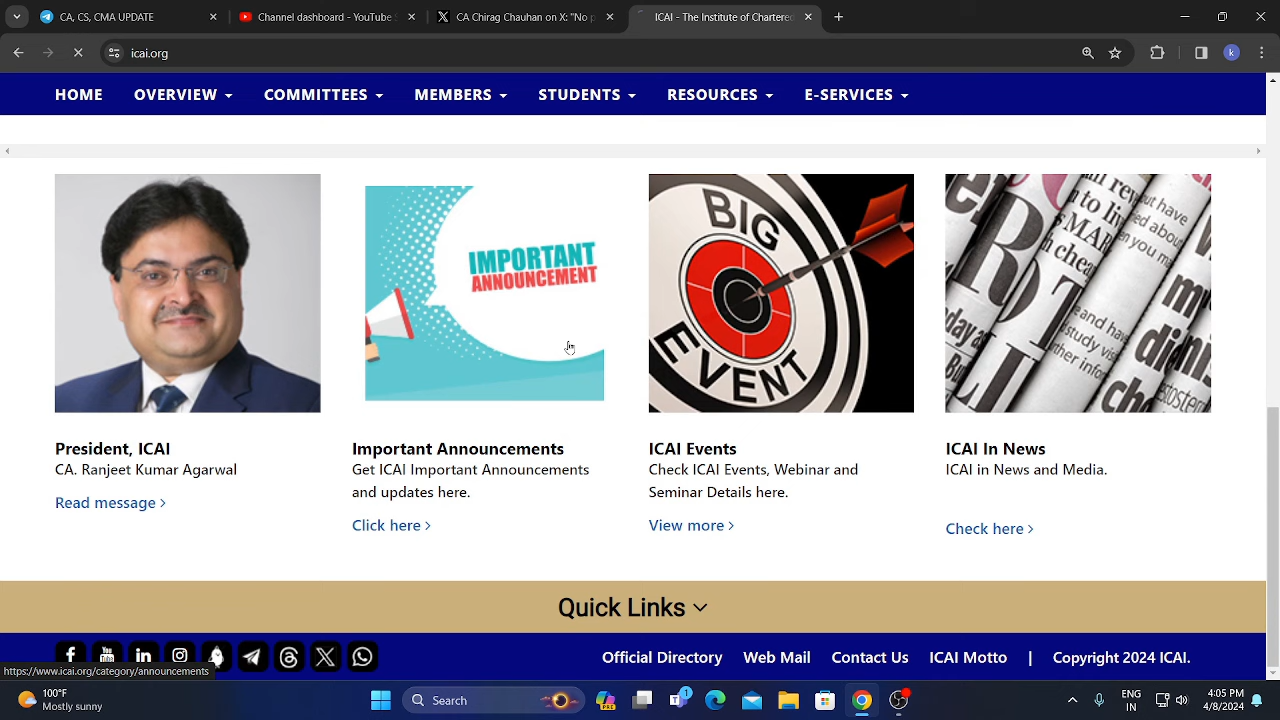 CA, CS, CMA UPDATE
Channel dashboard - YouTube S
CA Chirag Chauhan on X: "No p
ICAI - The Institute of Chartered
icai.org
k
HOME OVERVIEW COMMITTEES MEMBERS STUDENTS RESOURCES E-SERVICES
IMPORTANT
ANNOUNCEMENT
BIG
EVENT
President, ICAI
CA. Ranjeet Kumar Agarwal
Read message >
Important Announcements
Get ICAI Important Announcements
and updates here.
Click here >
ICAI Events
Check ICAI Events, Webinar and
Seminar Details here.
View more >
ICAI In News
ICAI in News and Media.
Check here >
Quick Links
Official Directory Web Mail Contact Us ICAI Motto | Copyright 2024 ICAI.
https://www.icai.org/category/announcements
100°F
Mostly sunny
Search
PRE
1
ENG
IN
4:05 PM
4/8/2024